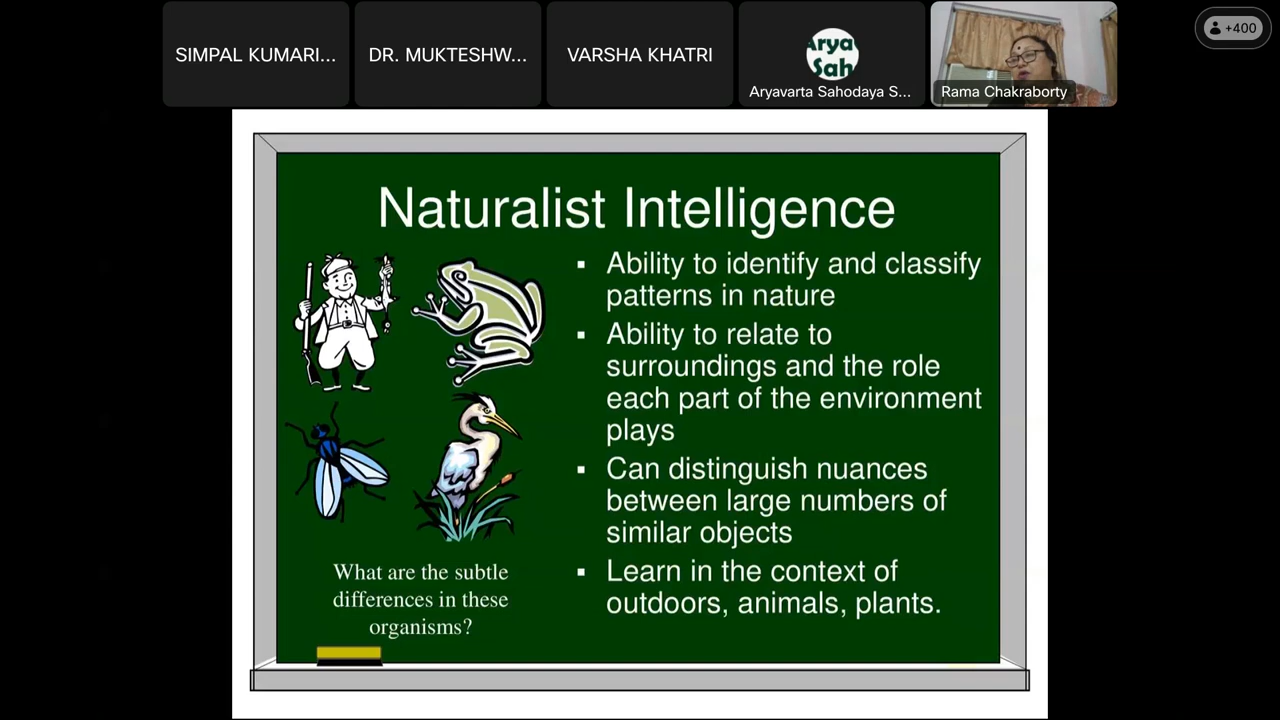 SIMPAL KUMARI...
DR. MUKTESHW...
VARSHA KHATRI
Arya
Sah
Aryavarta Sahodaya S...
Rama Chakraborty
+400
Naturalist Intelligence
▪ Ability to identify and classify
patterns in nature
▪ Ability to relate to
surroundings and the role
each part of the environment
plays
▪ Can distinguish nuances
between large numbers of
similar objects
▪ Learn in the context of
outdoors, animals, plants.
What are the subtle
differences in these
organisms?